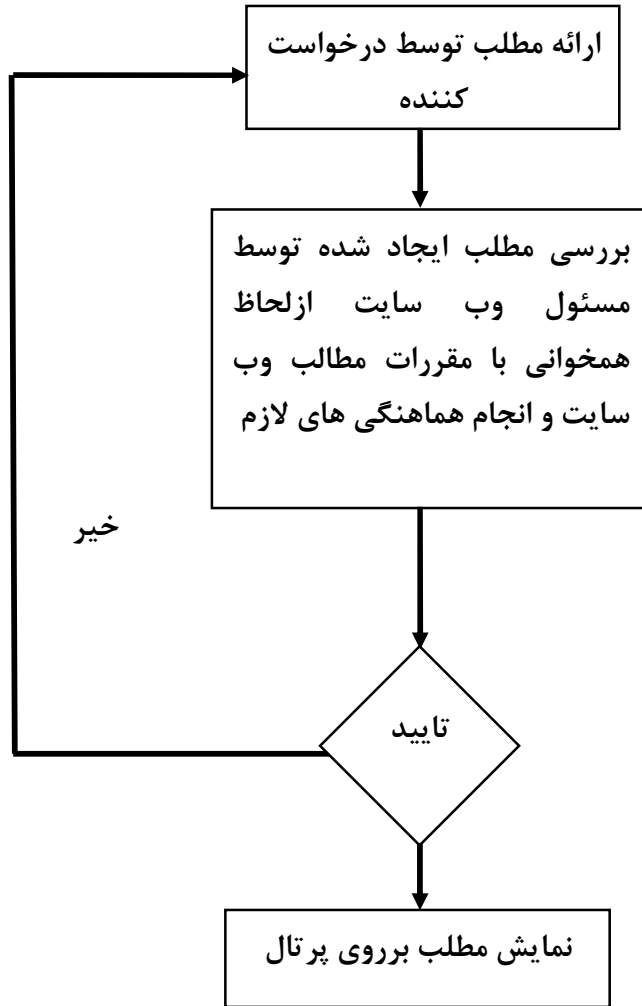 ارائه مطلب توسط درخواست
کننده
بررسی مطلب ایجاد شده توسط
مسئول وب سایت ازلحاظ
همخوانی با مقررات مطالب وب
سایت و انجام هماهنگی های لازم
خیر
تایید
نمایش مطلب برروی پرتال